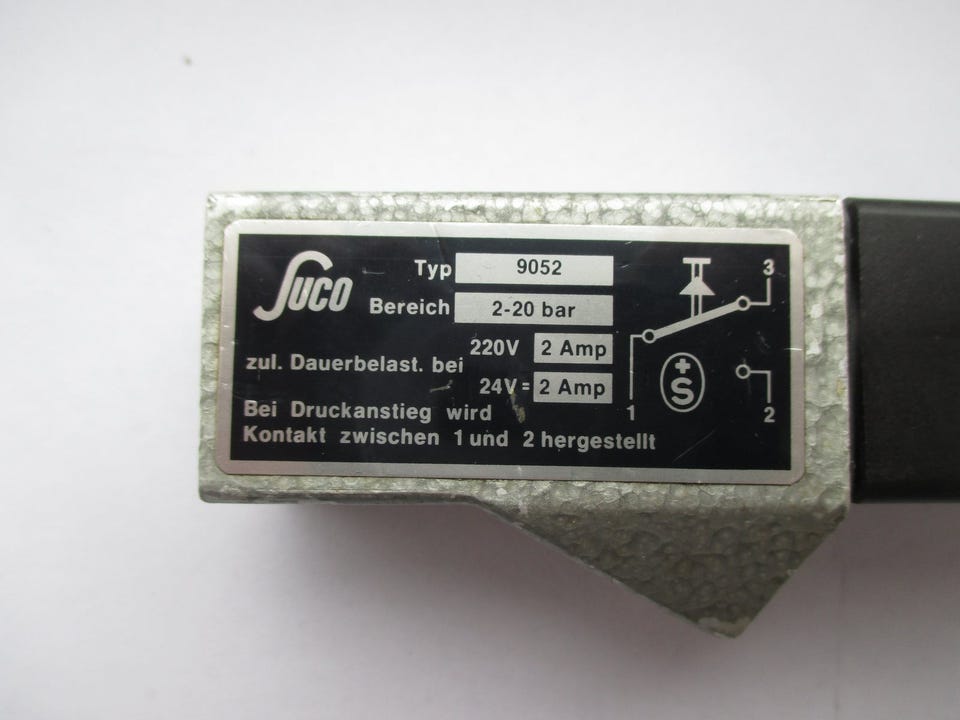 Suco
Typ 9052
Bereich 2-20 bar
zul. Dauerbelast. bei 220V 2 Amp
24V= 2 Amp
Bei Druckanstieg wird
Kontakt zwischen 1 und 2 hergestellt
3
+
S
1
2